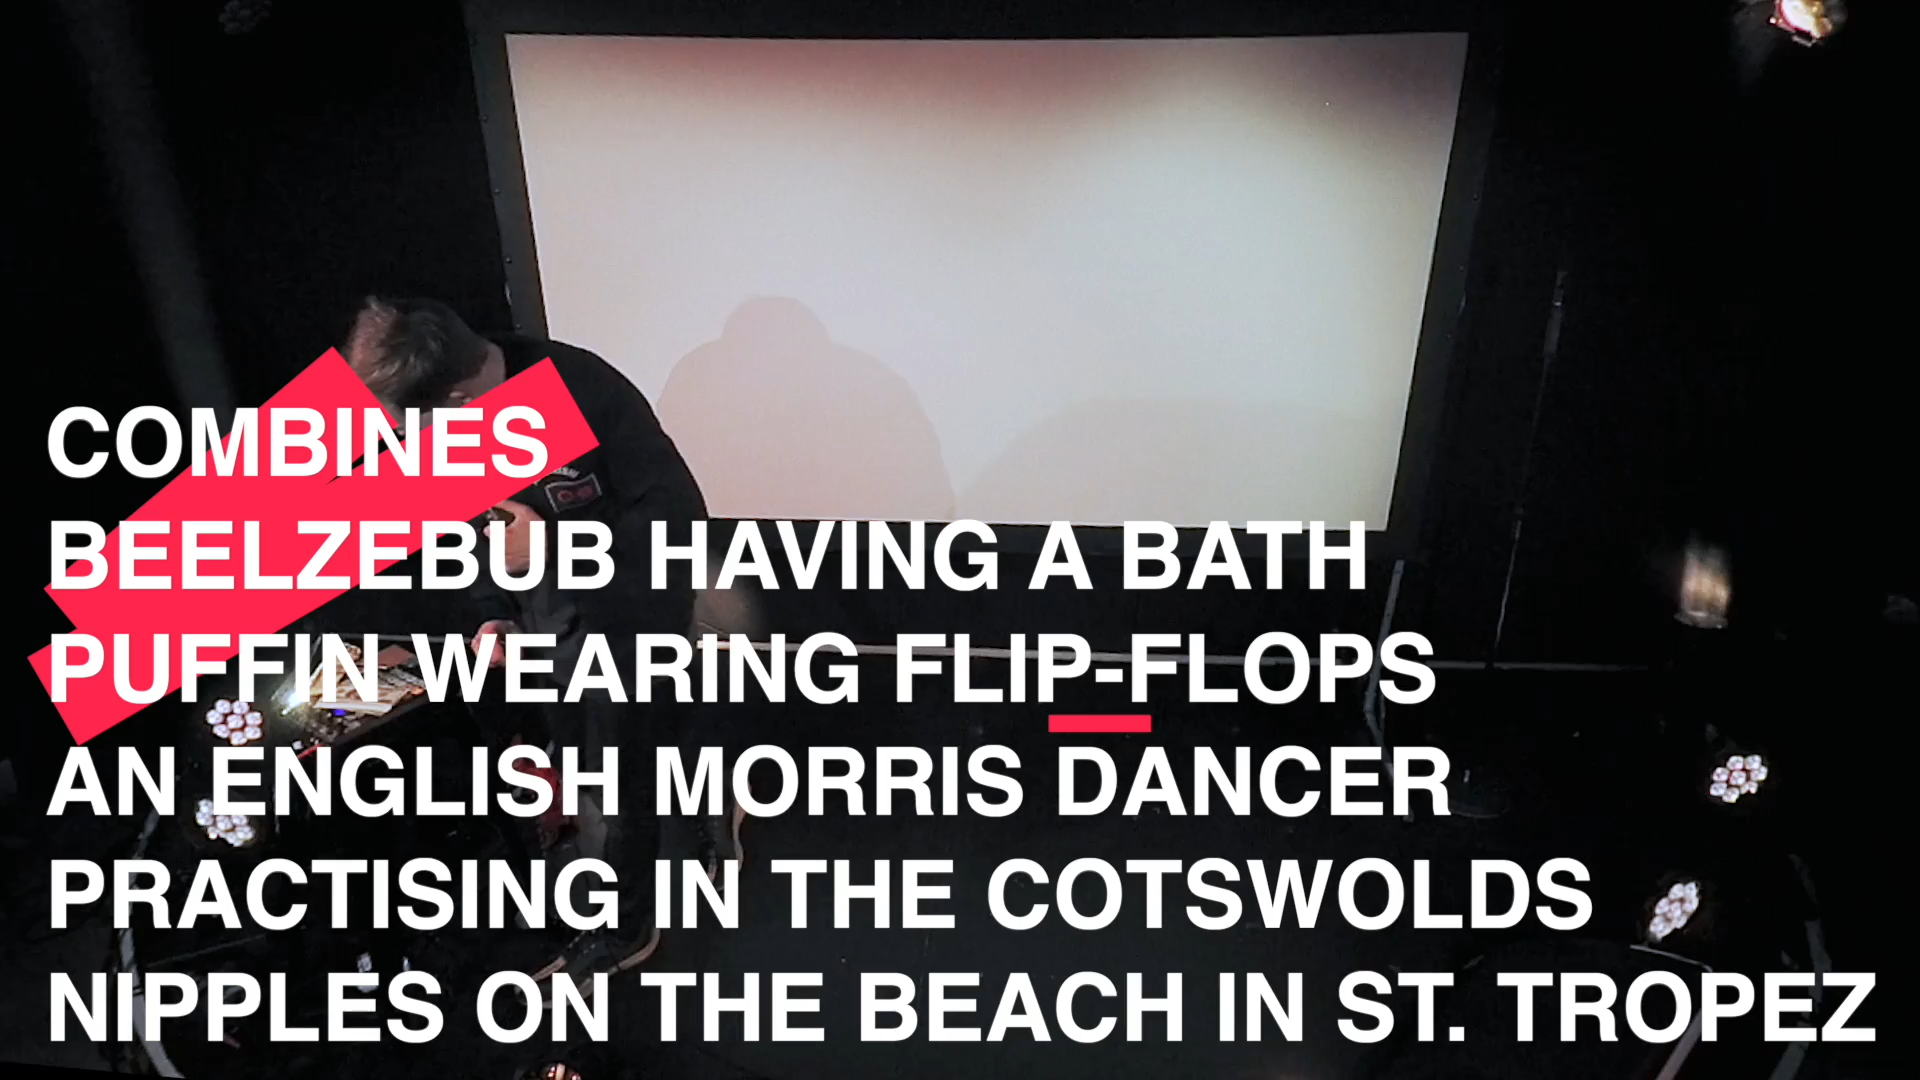 COMBINES
BEELZEBUB HAVING A BATH
PUFFIN WEARING FLIP-FLOPS
AN ENGLISH MORRIS DANCER
PRACTISING IN THE COTSWOLDS
NIPPLES ON THE BEACH IN ST. TROPEZ